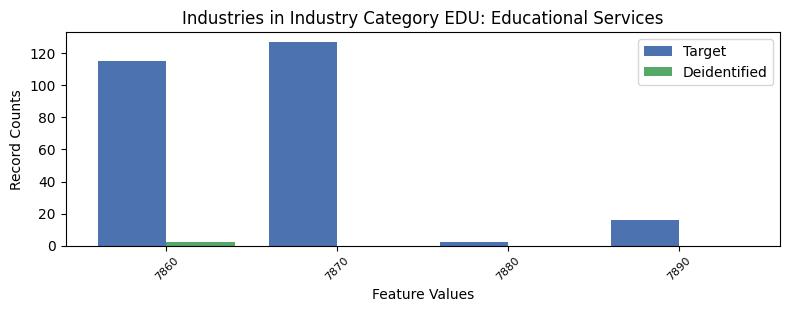 Industries in Industry Category EDU: Educational Services
Target
Deidentified
Record Counts
120
100
80
60
40
20
0
7860
7870
7880
7890
Feature Values